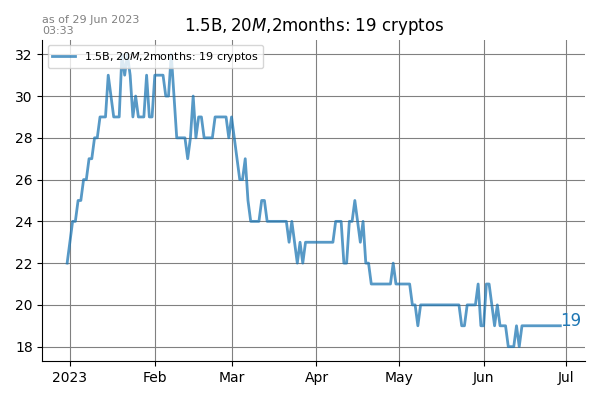 as of 29 Jun 2023
03:33
1.5B, 20M,2months: 19 cryptos
1.5B, 20M,2months: 19 cryptos
32
30
28
26
24
22
20
18
19
2023 Feb Mar Apr May Jun Jul